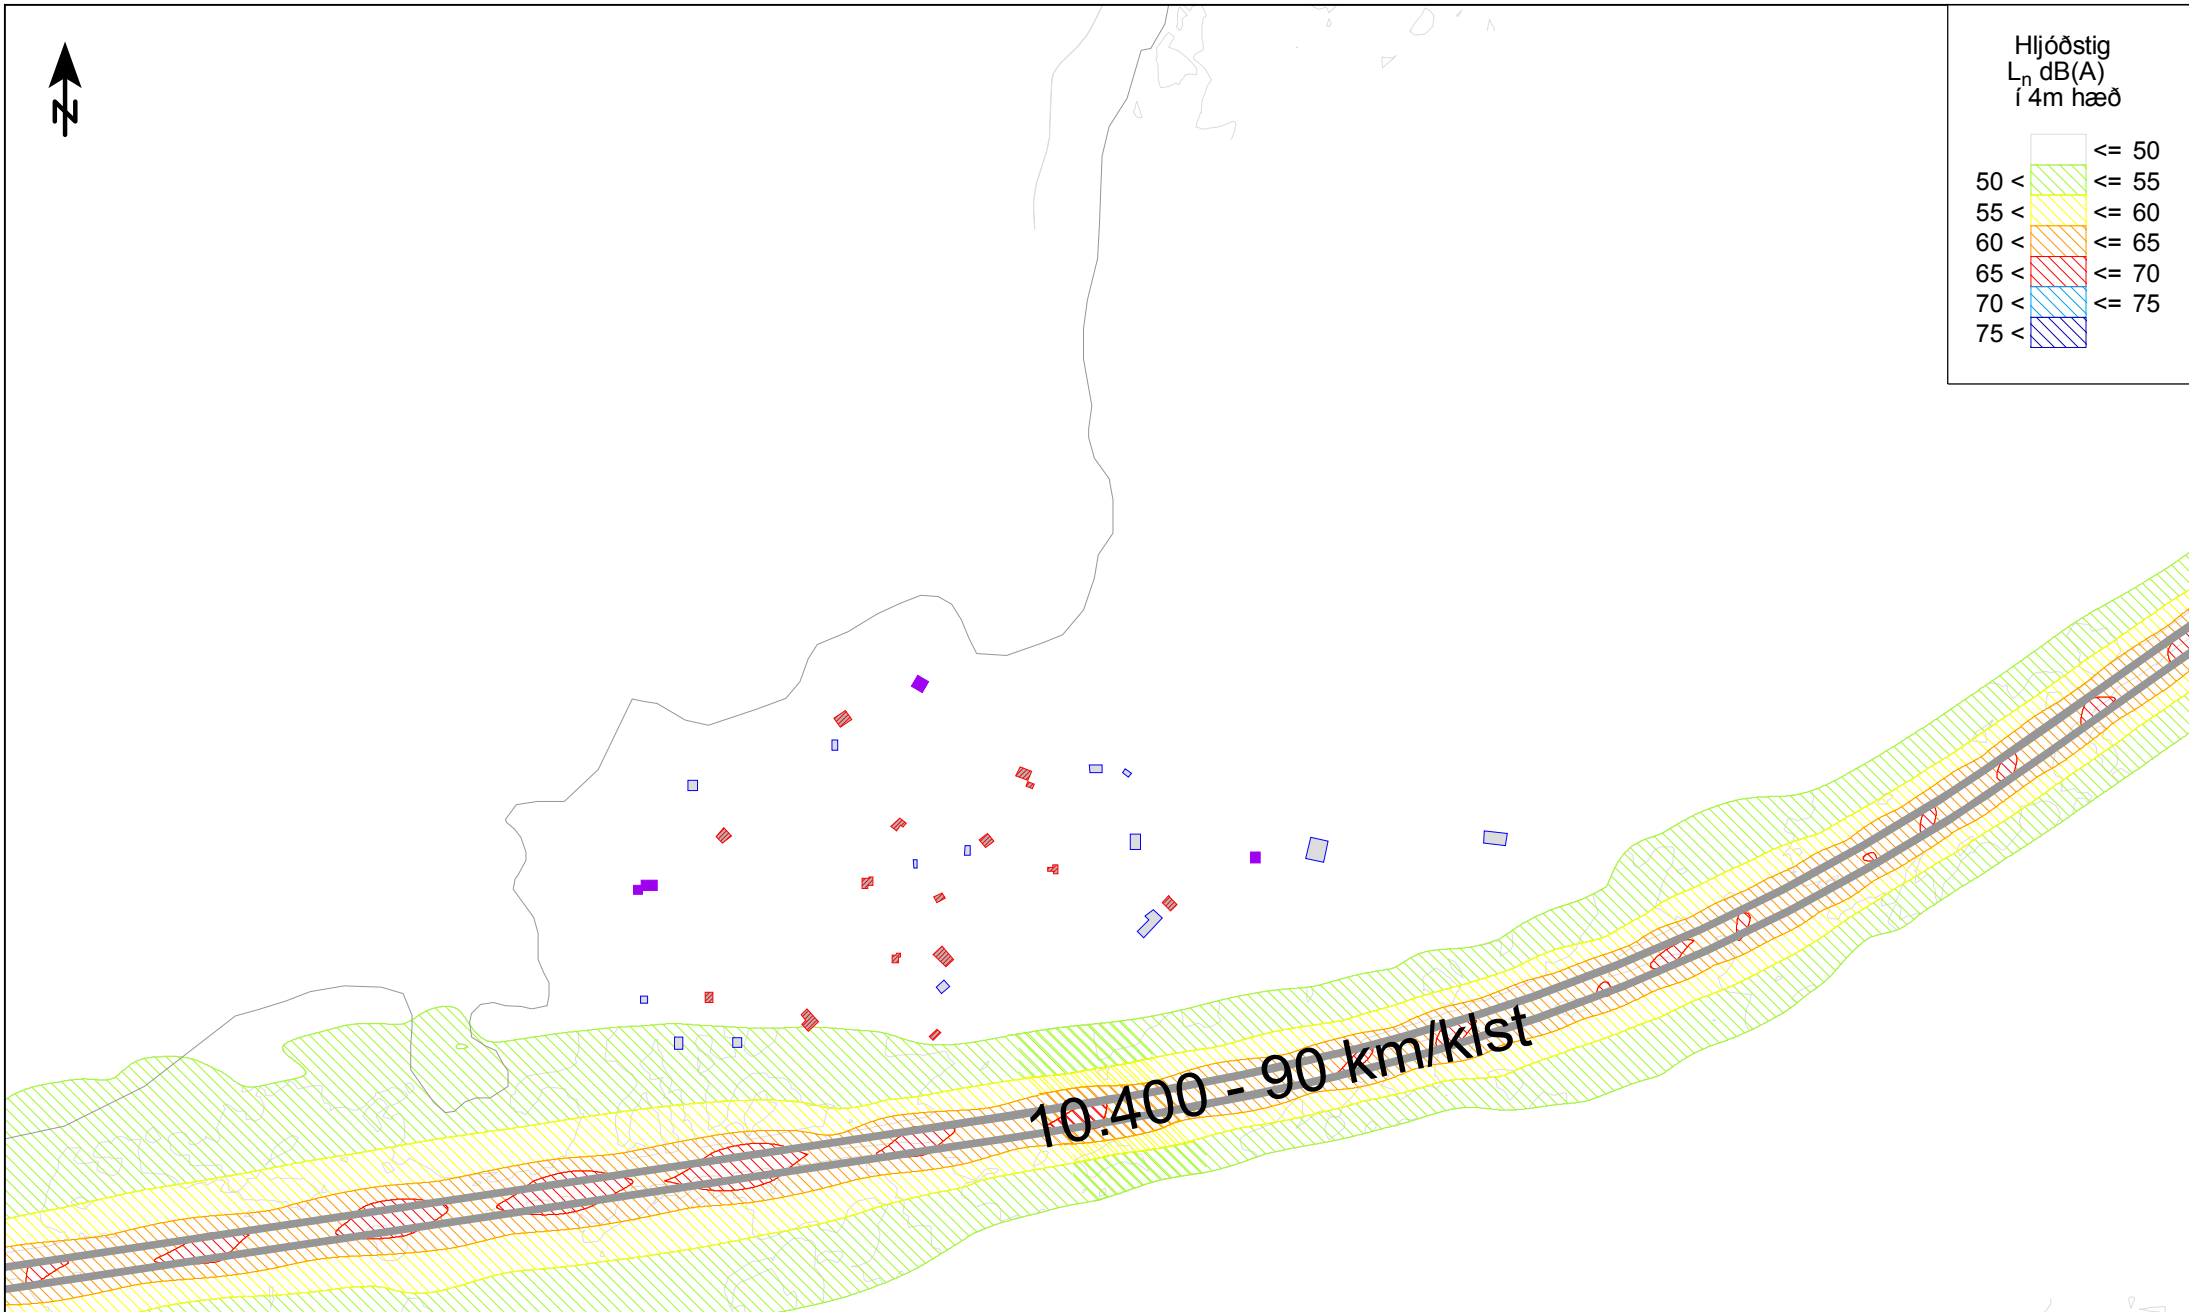 N
Hljóðstig
Ln dB(A)
í 4m hæð
<= 50
50 < <= 55
55 < <= 60
60 < <= 65
65 < <= 70
70 < <= 75
75 <
10.400 - 90 km/klst